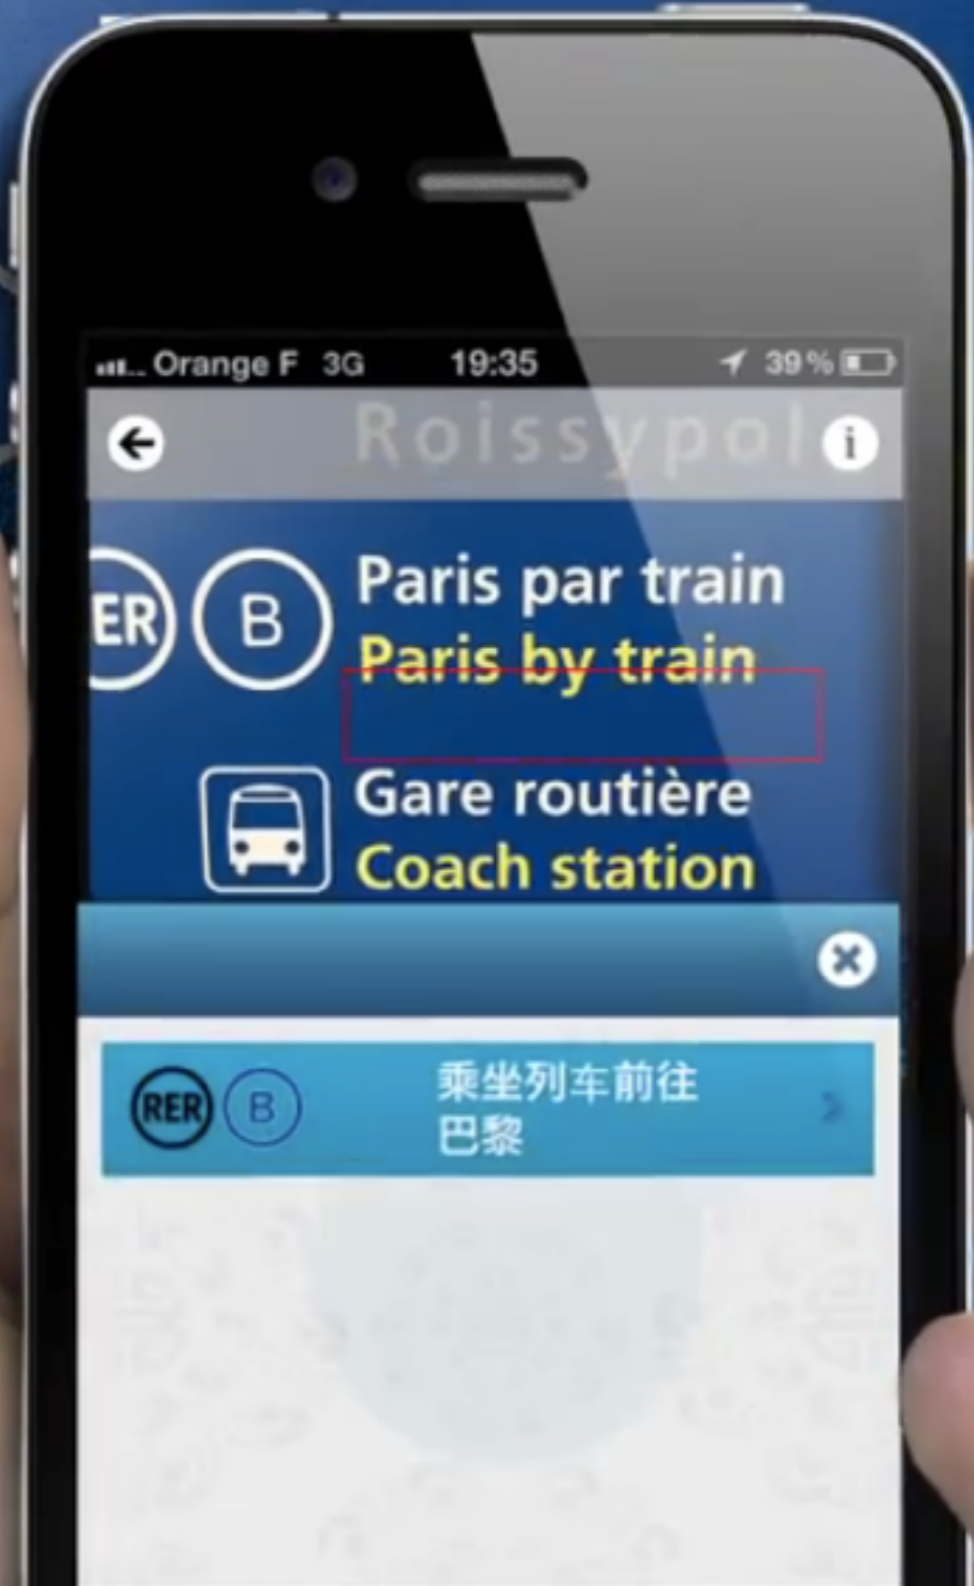 Orange F 3G 19:35 39%
Roissypol
i
ER B Paris par train
Paris by train
Gare routière
Coach station
RER B 乘坐列车前往
巴黎